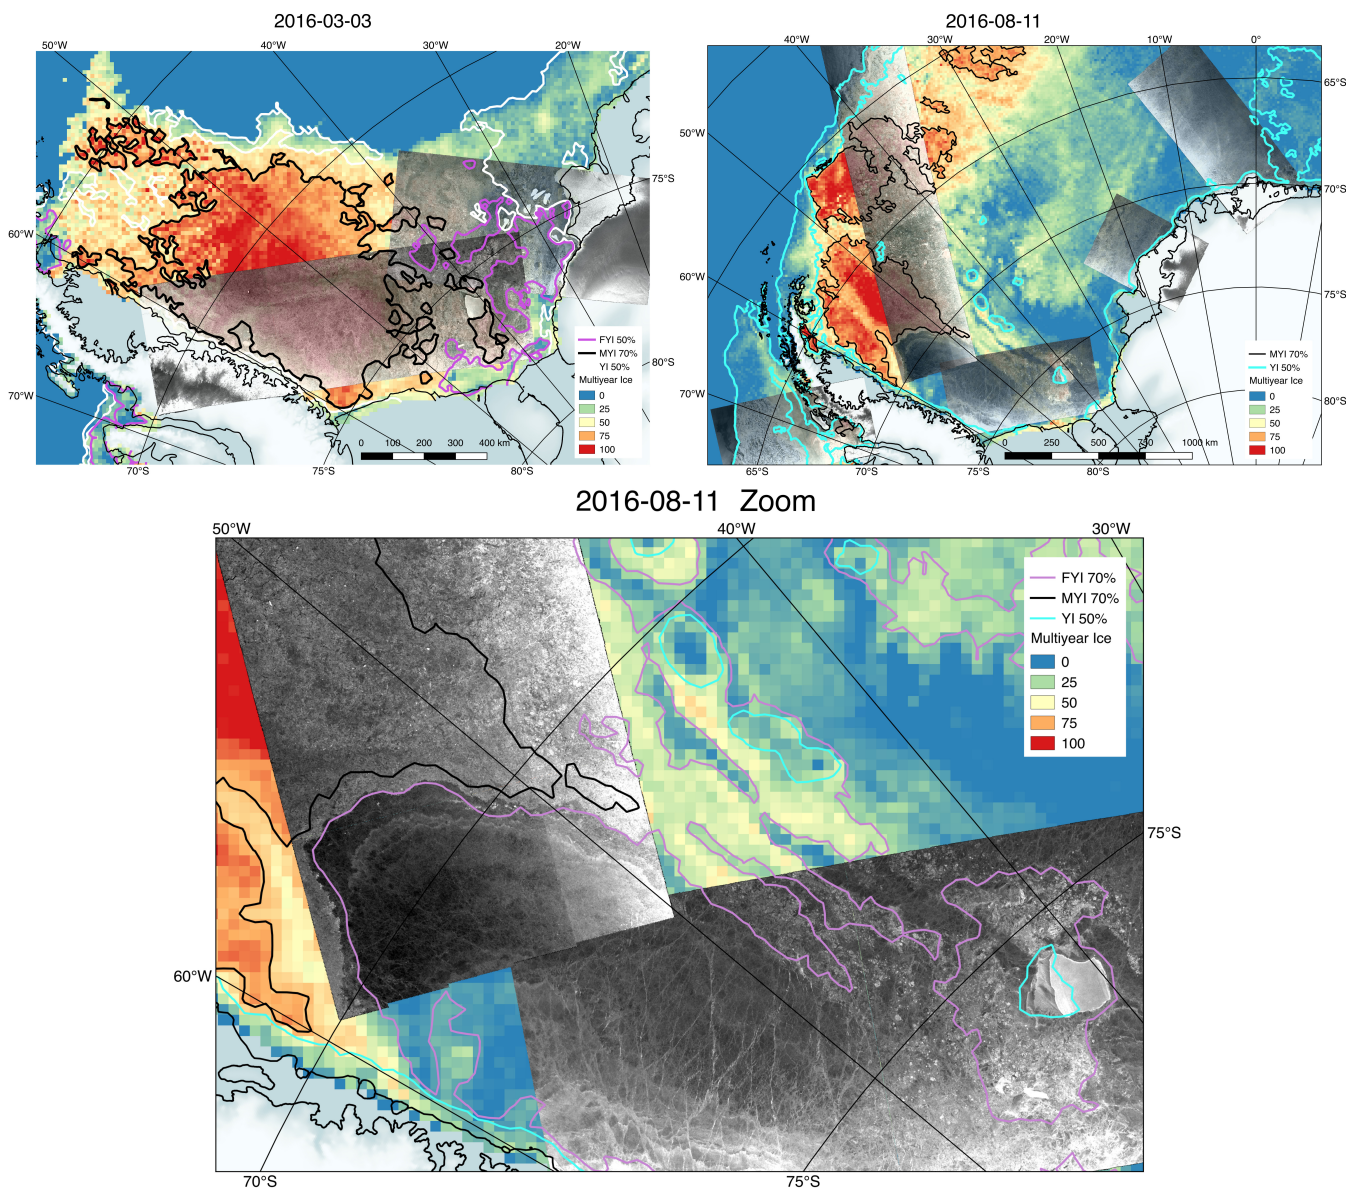 2016-03-03
50°W 40°W 30°W 20°W
60°W
70°W
75°S
80°S
FYI 50%
MYI 70%
YI 50%
Multiyear Ice
0
25
50
75
100
0 100 200 300 400 km
70°S 75°S 80°S
2016-08-11
40°W 30°W 20°W 10°W 0°
50°W
60°W
70°W
65°S
70°S
75°S
80°S
MYI 70%
YI 50%
Multiyear Ice
0
25
50
75
100
0 250 500 750 1000 km
65°S 70°S 75°S 80°S
2016-08-11 Zoom
50°W 40°W 30°W
60°W
75°S
FYI 70%
MYI 70%
YI 50%
Multiyear Ice
0
25
50
75
100
70°S 75°S